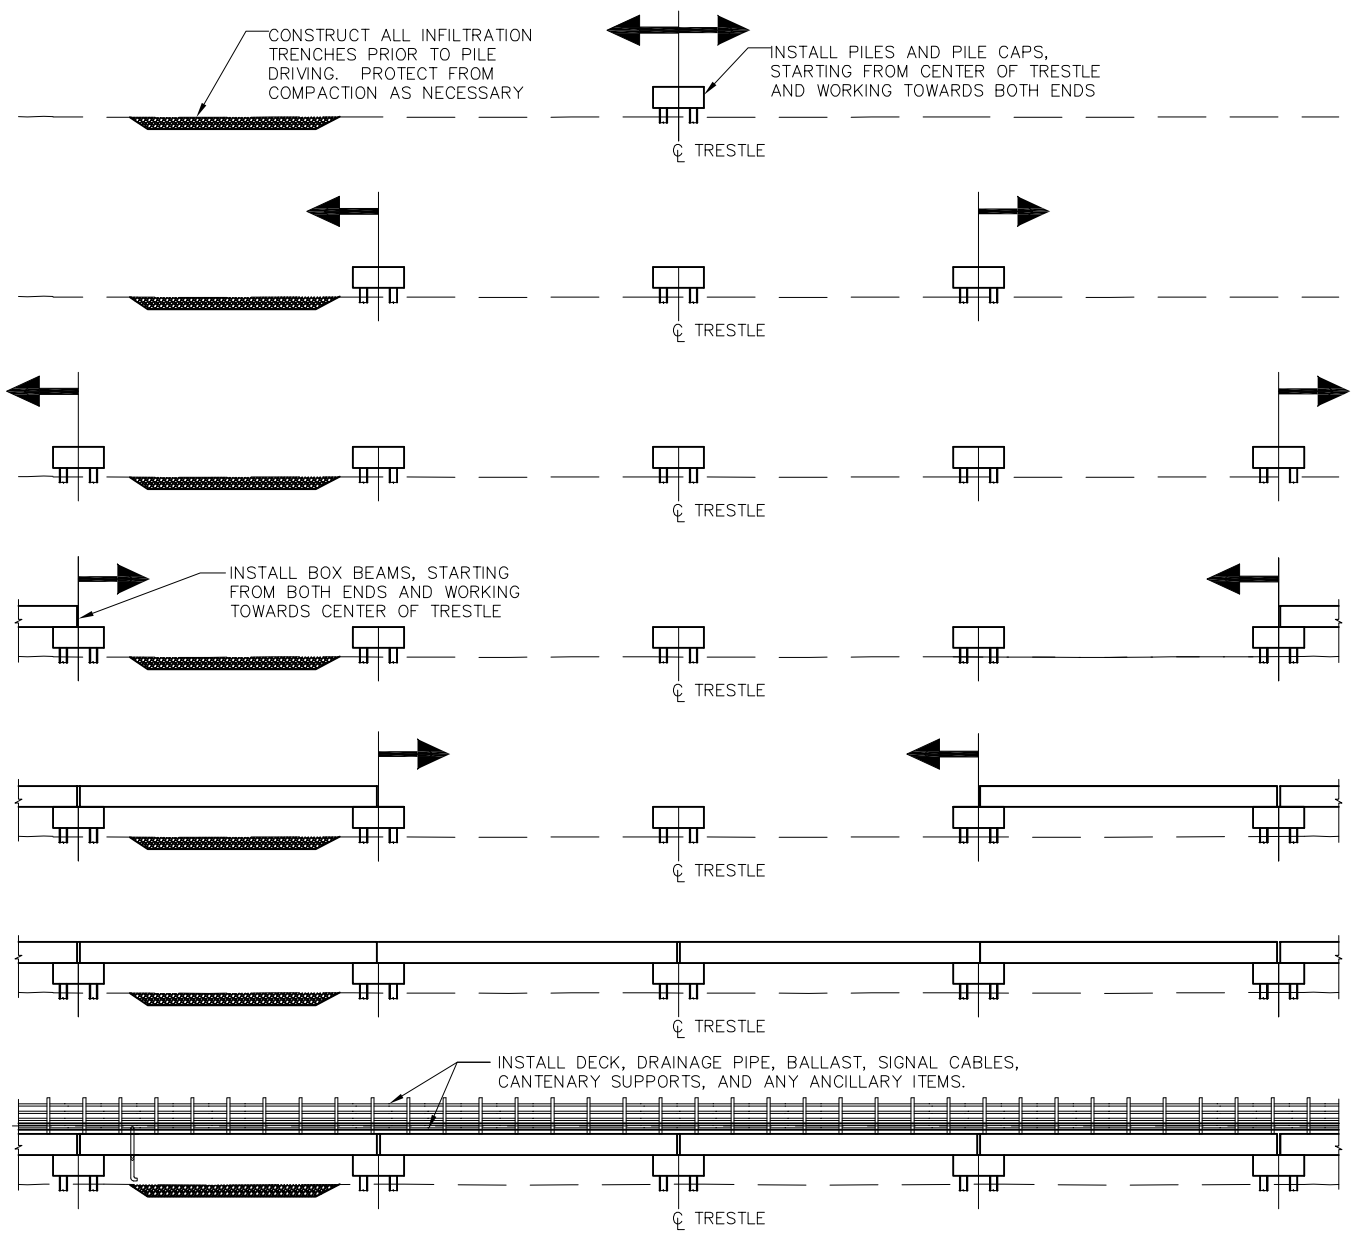 CONSTRUCT ALL INFILTRATION
TRENCHES PRIOR TO PILE
DRIVING. PROTECT FROM
COMPACTION AS NECESSARY
INSTALL PILES AND PILE CAPS,
STARTING FROM CENTER OF TRESTLE
AND WORKING TOWARDS BOTH ENDS
℄ TRESTLE
℄ TRESTLE
℄ TRESTLE
INSTALL BOX BEAMS, STARTING
FROM BOTH ENDS AND WORKING
TOWARDS CENTER OF TRESTLE
℄ TRESTLE
℄ TRESTLE
℄ TRESTLE
INSTALL DECK, DRAINAGE PIPE, BALLAST, SIGNAL CABLES,
CANTENARY SUPPORTS, AND ANY ANCILLARY ITEMS.
℄ TRESTLE